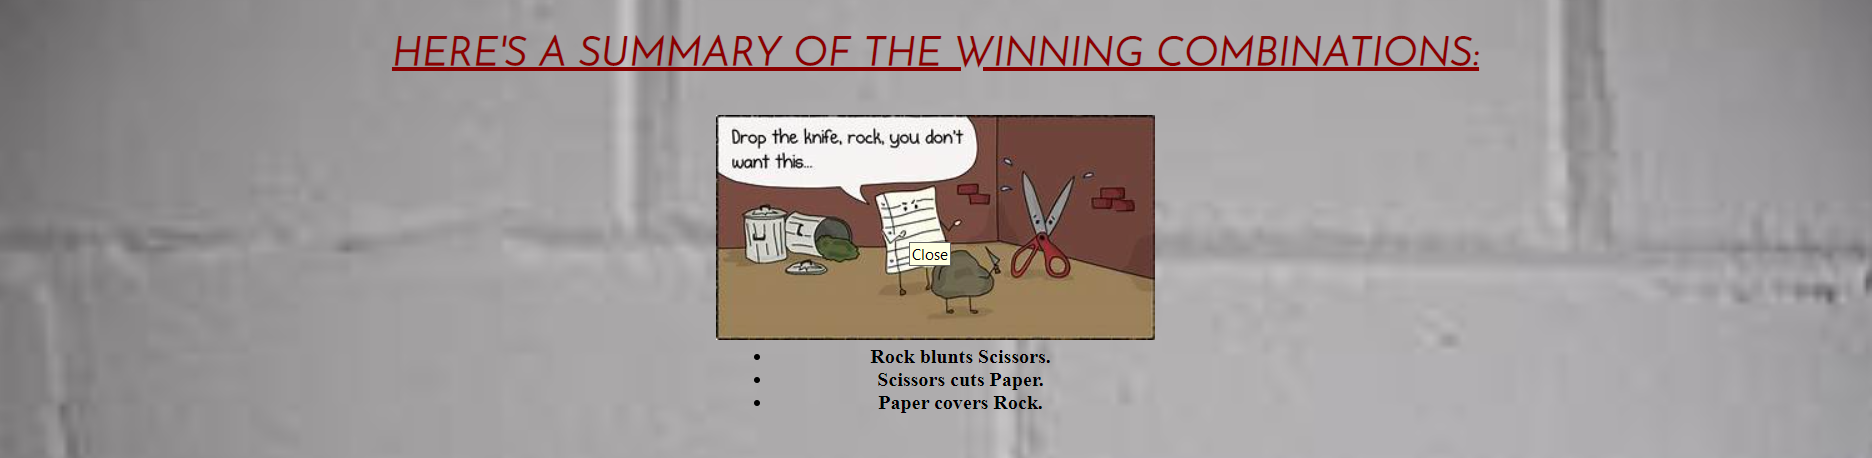 HERE'S A SUMMARY OF THE WINNING COMBINATIONS:
Drop the knife, rock, you don't
want this...
Close
• Rock blunts Scissors.
• Scissors cuts Paper.
• Paper covers Rock.